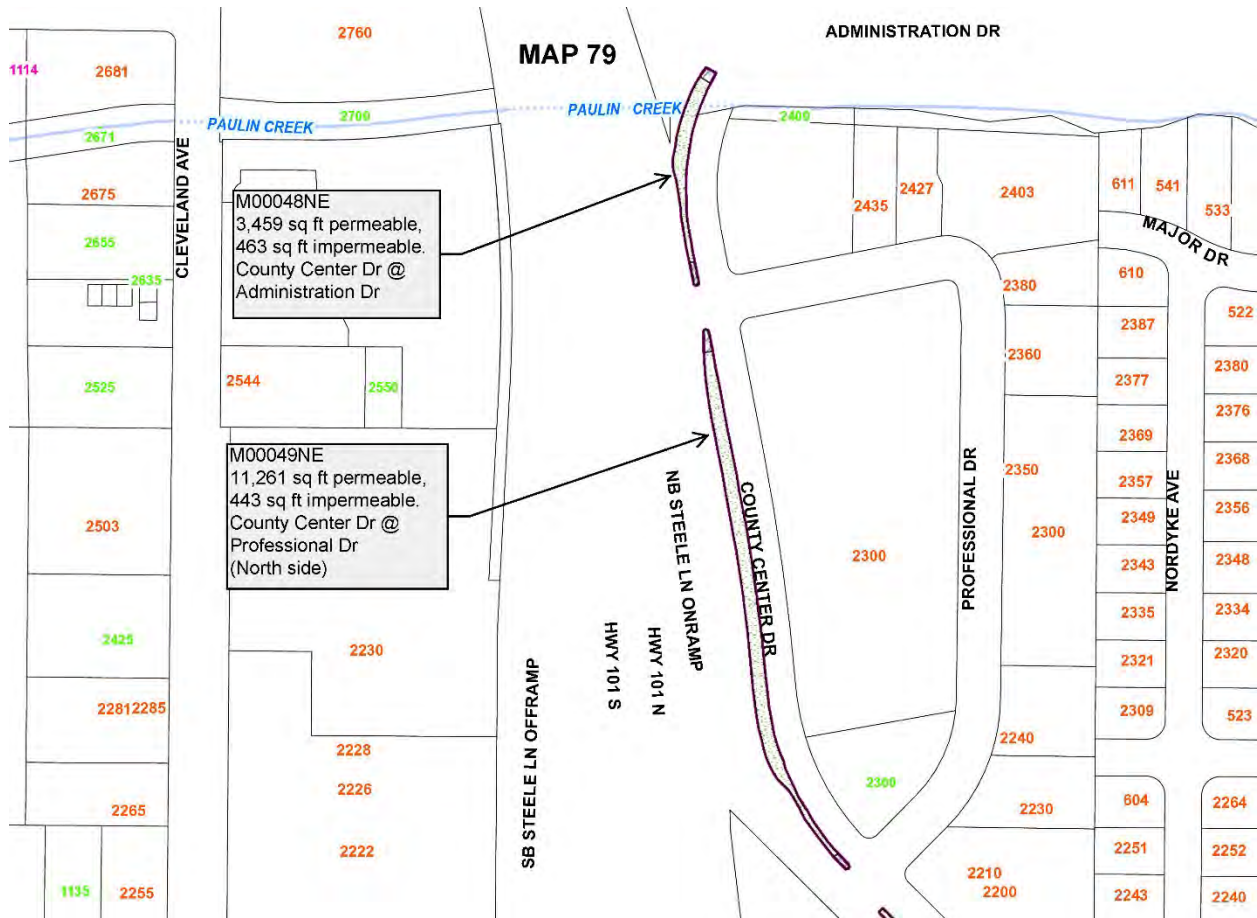 MAP 79
ADMINISTRATION DR
2760
1114
2681
PAULIN CREEK
PAULIN CREEK
2700
2400
2671
CLEVELAND AVE
2675
2655
2635
2525
2544
2550
M00048NE
3,459 sq ft permeable,
463 sq ft impermeable.
County Center Dr @
Administration Dr
M00049NE
11,261 sq ft permeable,
443 sq ft impermeable.
County Center Dr @
Professional Dr
(North side)
2503
2425
2281
2285
2265
1135
2255
2230
2228
2226
2222
SB STEELE LN OFFRAMP
HWY 101 S
HWY 101 N
NB STEELE LN ONRAMP
COUNTY CENTER DR
2300
2300
PROFESSIONAL DR
2435
2427
2403
2380
2360
2350
2300
2240
2230
2210
2200
611
541
533
MAJOR DR
610
2387
2377
2369
2357
2349
2343
2335
2321
2309
604
2251
2243
NORDYKE AVE
522
2380
2376
2368
2356
2348
2334
2320
523
2264
2252
2240